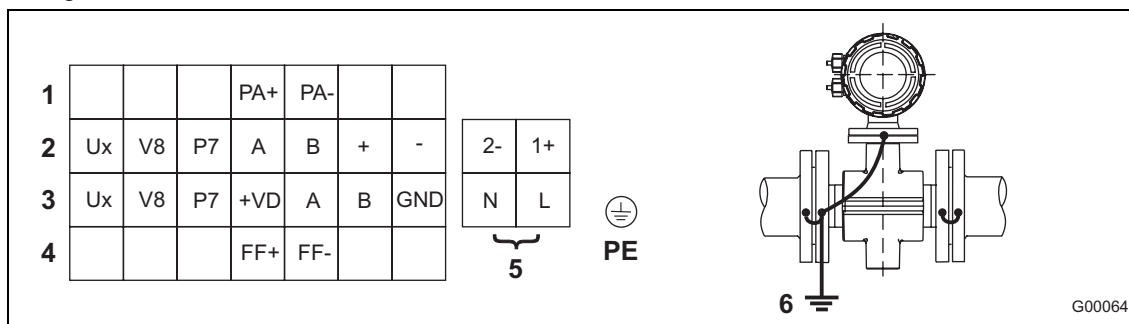 1 PA+ PA-
2 Ux V8 P7 A B + - 2- 1+
3 Ux V8 P7 +VD A B GND N L
4 FF+ FF-
5
PE
6
G00064